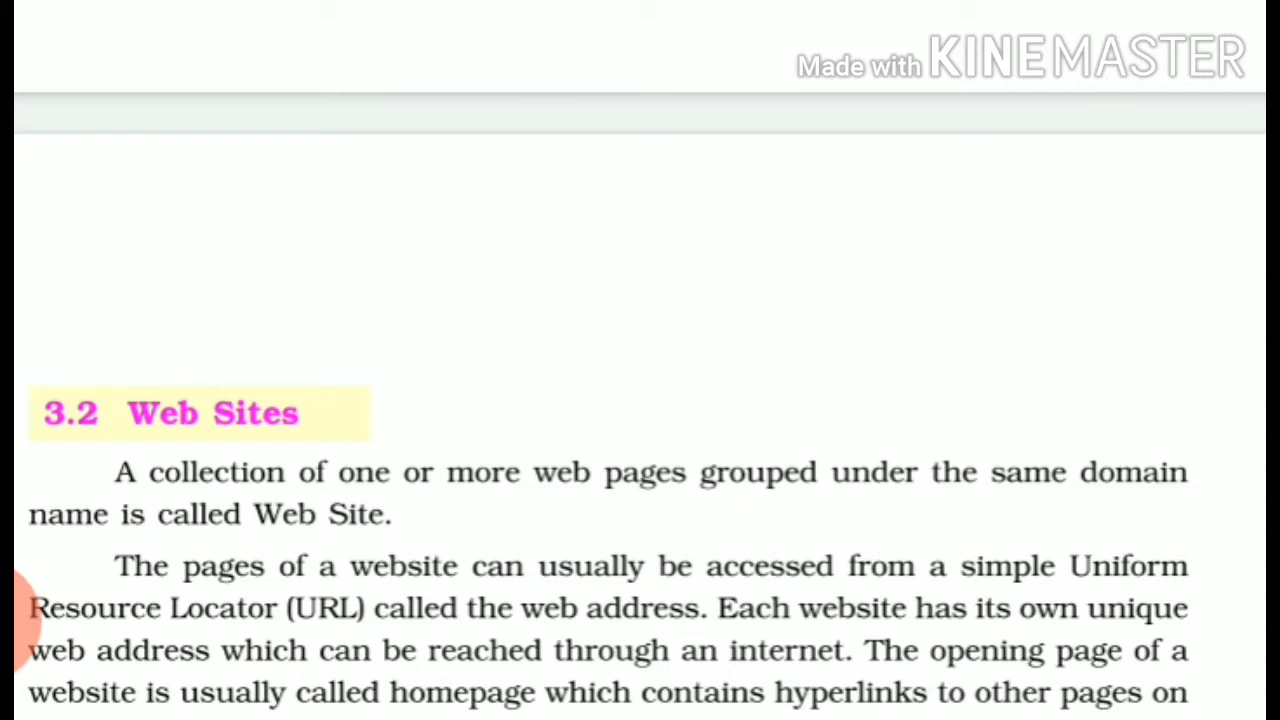 Made with KINEMASTER
3.2 Web Sites
A collection of one or more web pages grouped under the same domain
name is called Web Site.
The pages of a website can usually be accessed from a simple Uniform
Resource Locator (URL) called the web address. Each website has its own unique
web address which can be reached through an internet. The opening page of a
website is usually called homepage which contains hyperlinks to other pages on